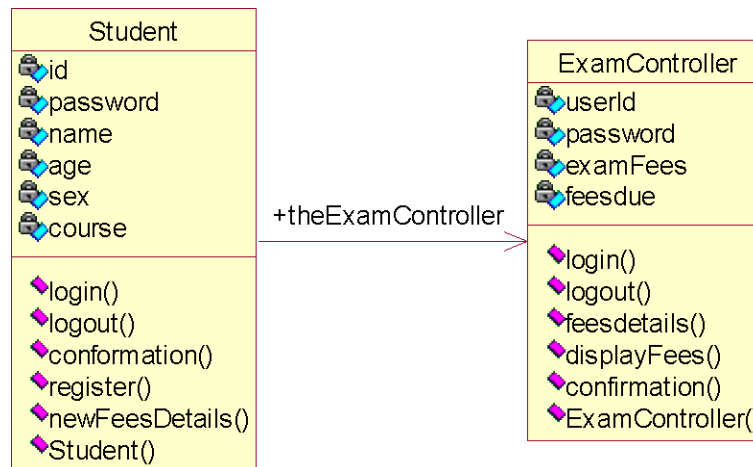 Student
id
password
name
age
sex
course
login()
logout()
conformation()
register()
newFeesDetails()
Student()
+theExamController
ExamController
userId
password
examFees
feesdue
login()
logout()
feesdetails()
displayFees()
confirmation()
ExamController(